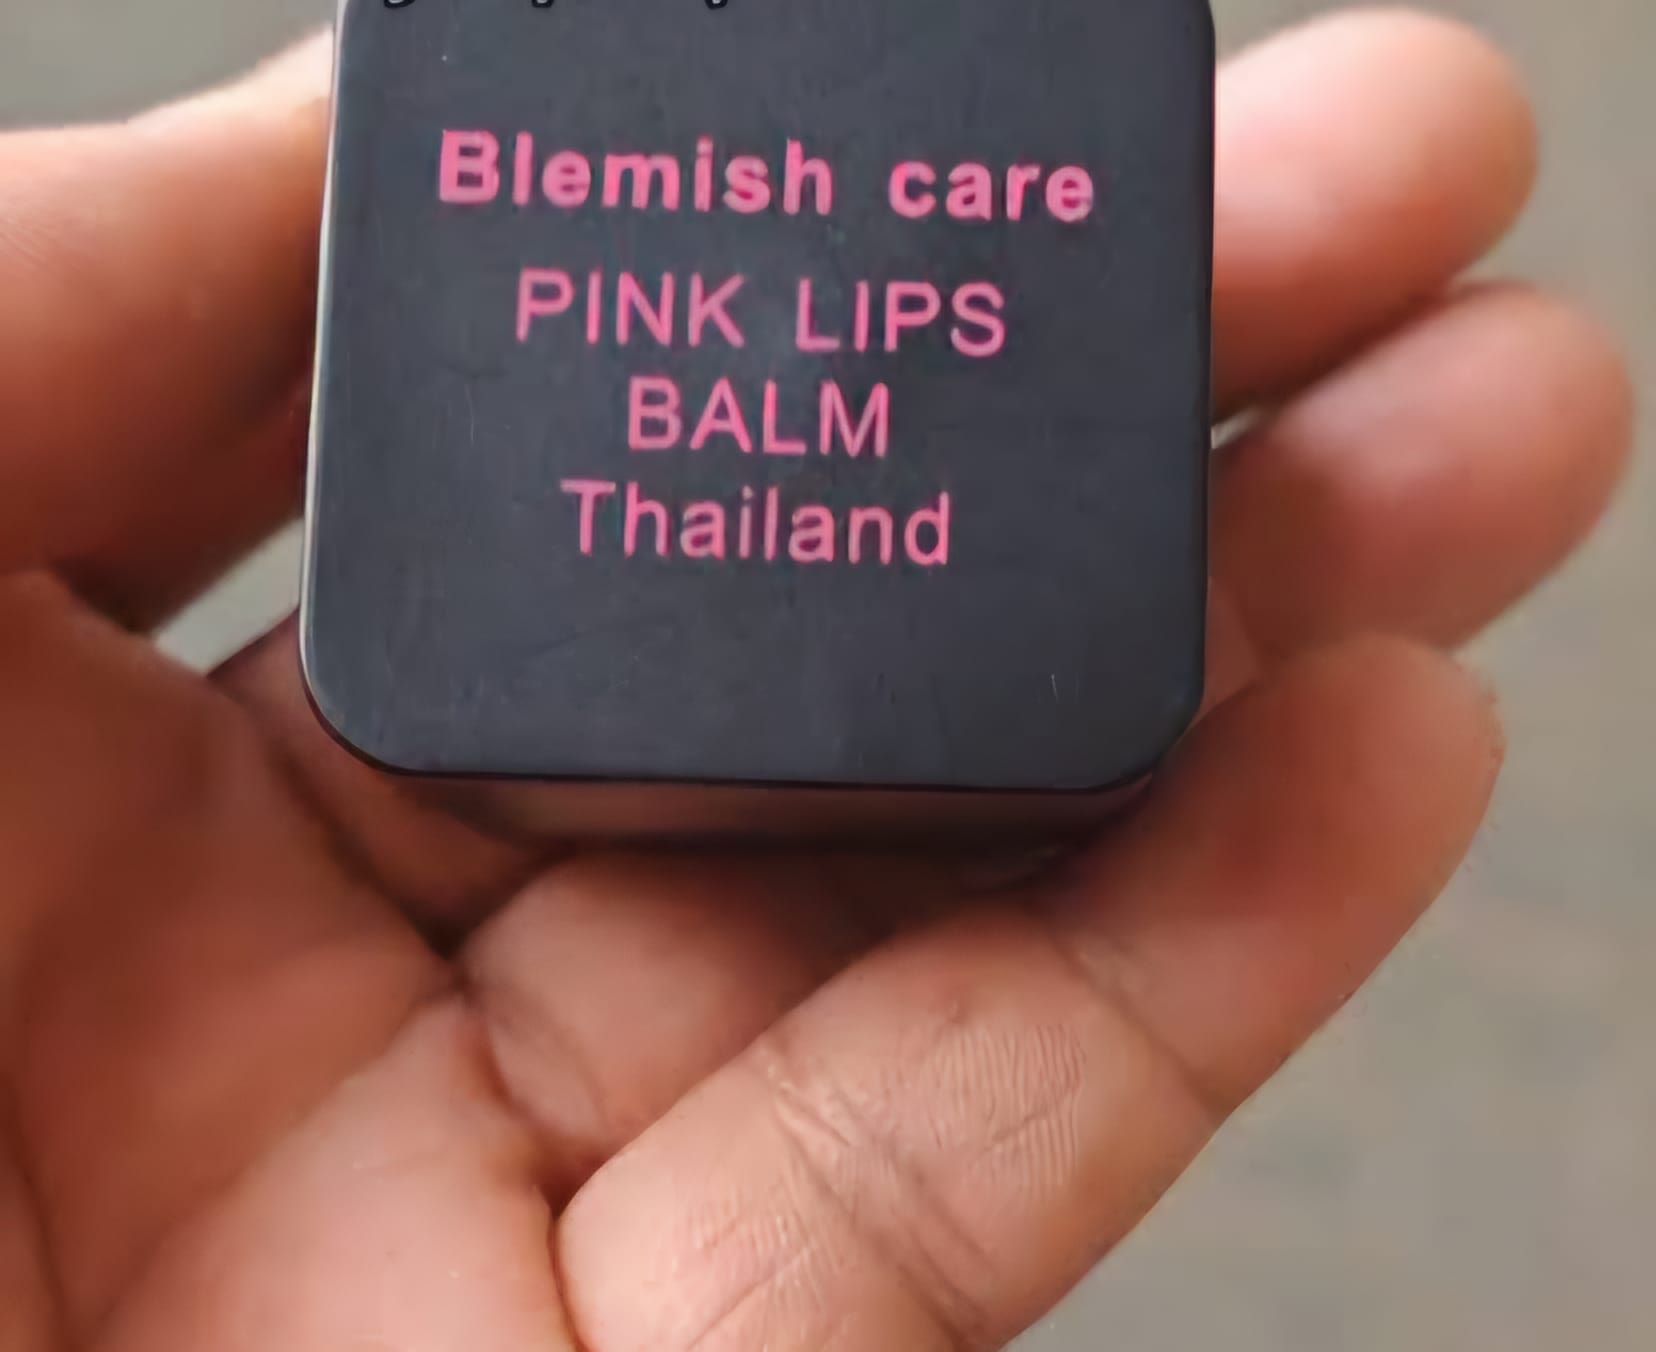 Blemish care
PINK LIPS
BALM
Thailand